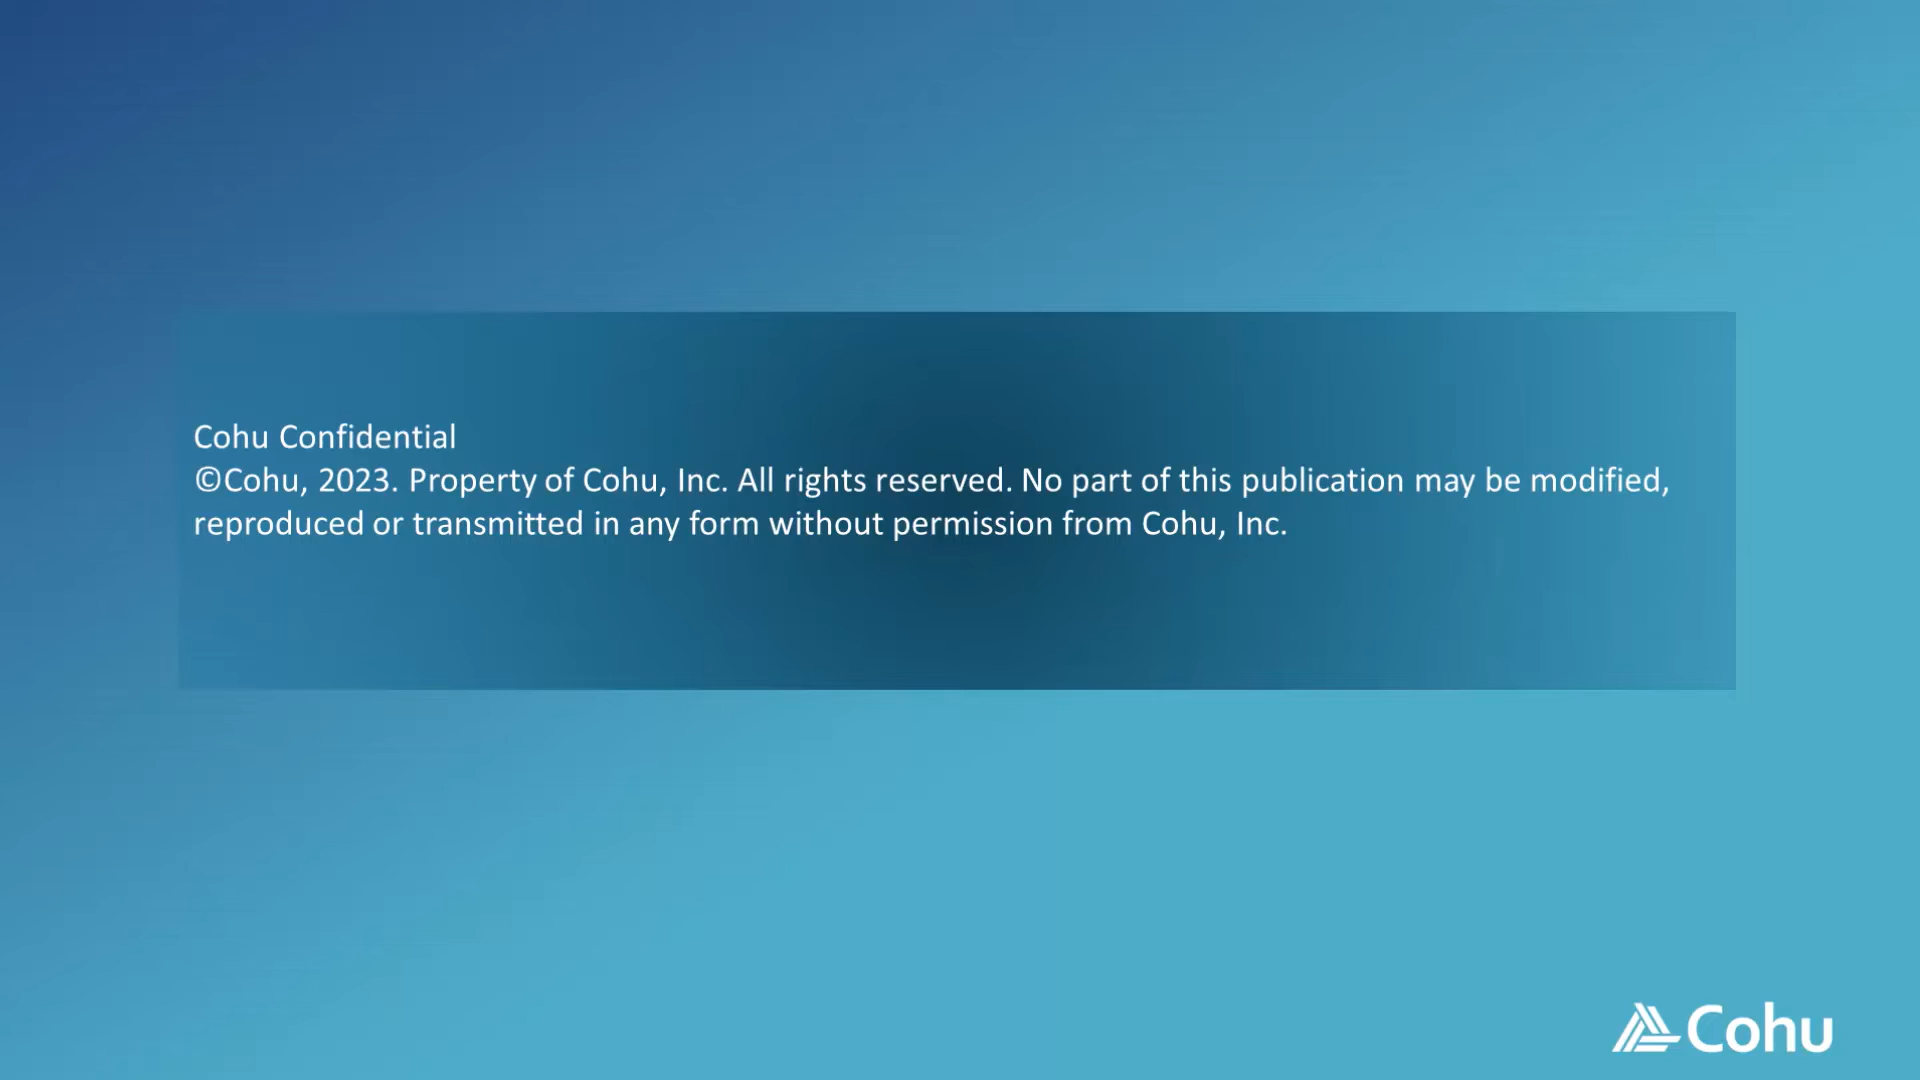 Cohu Confidential
©Cohu, 2023. Property of Cohu, Inc. All rights reserved. No part of this publication may be modified,
reproduced or transmitted in any form without permission from Cohu, Inc.
Cohu